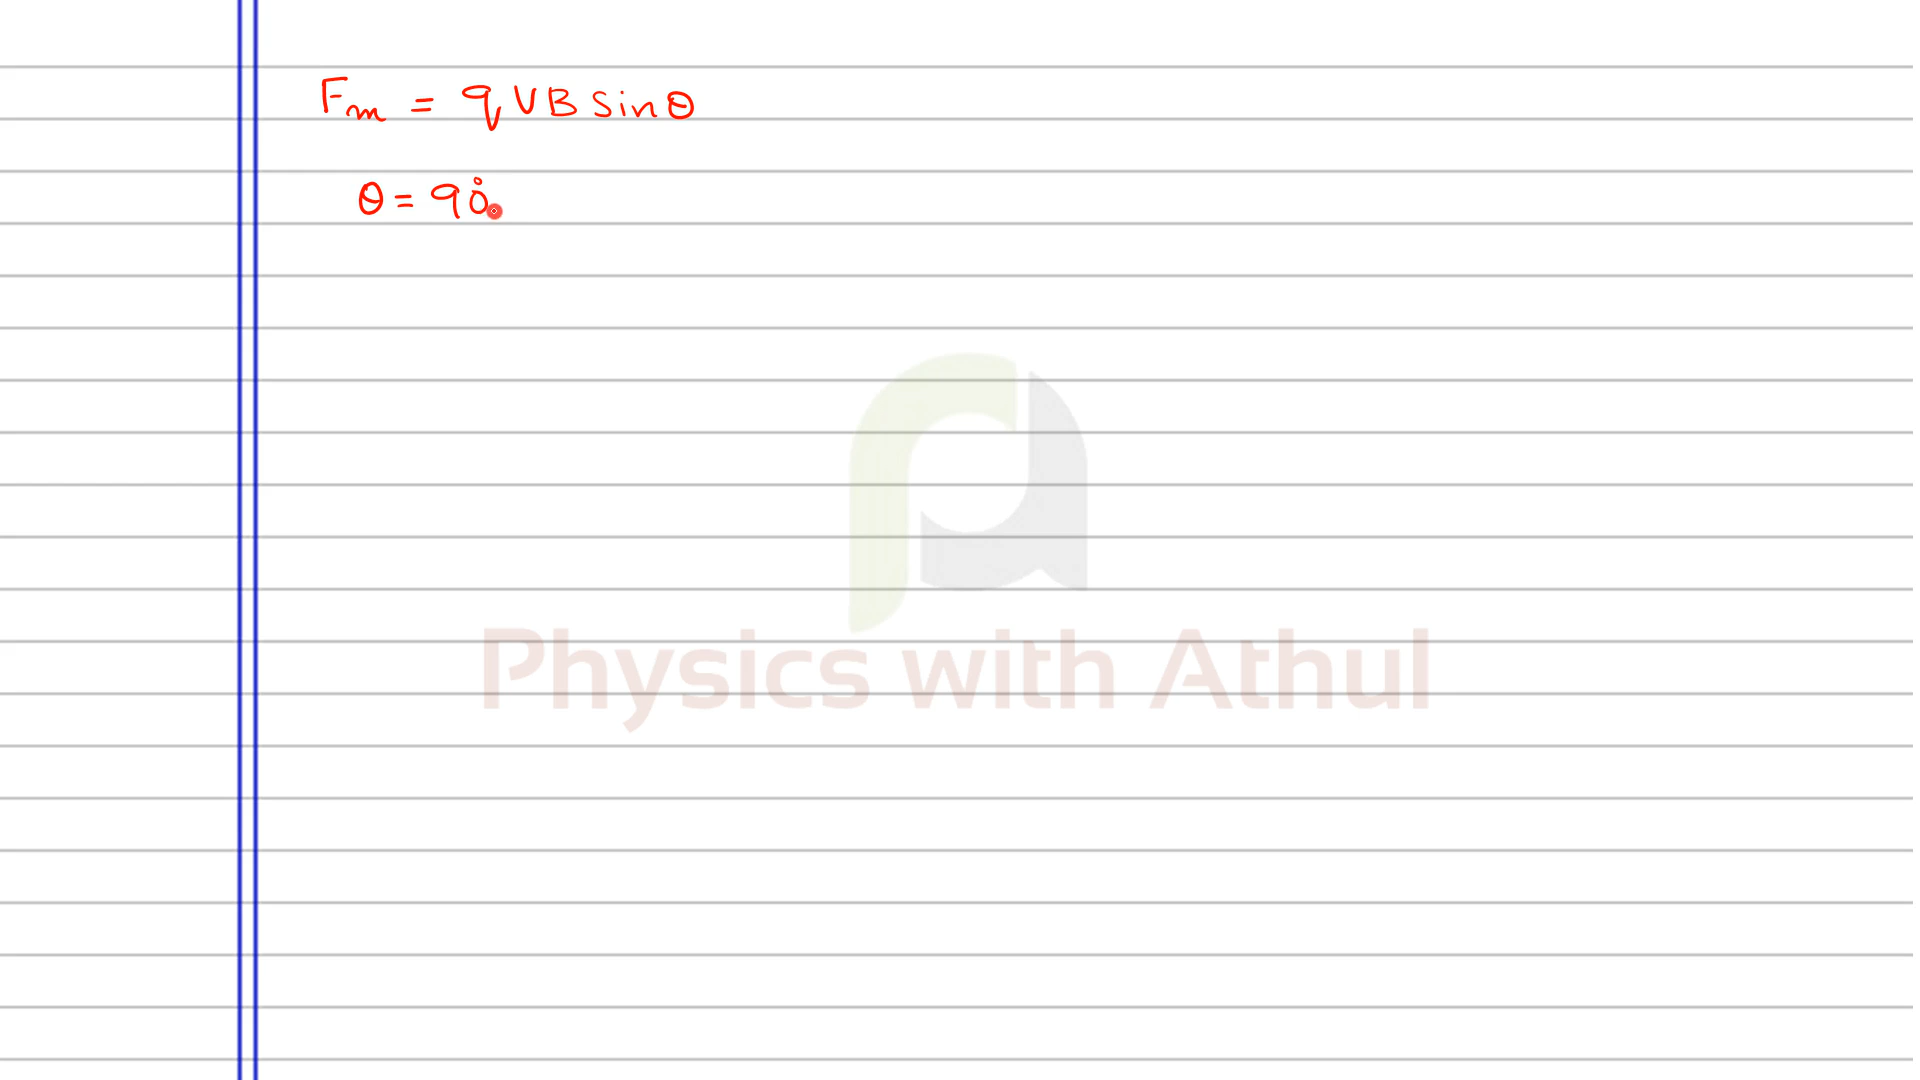 Fm = qVB sinθ
θ = 90°
Physics with Athul